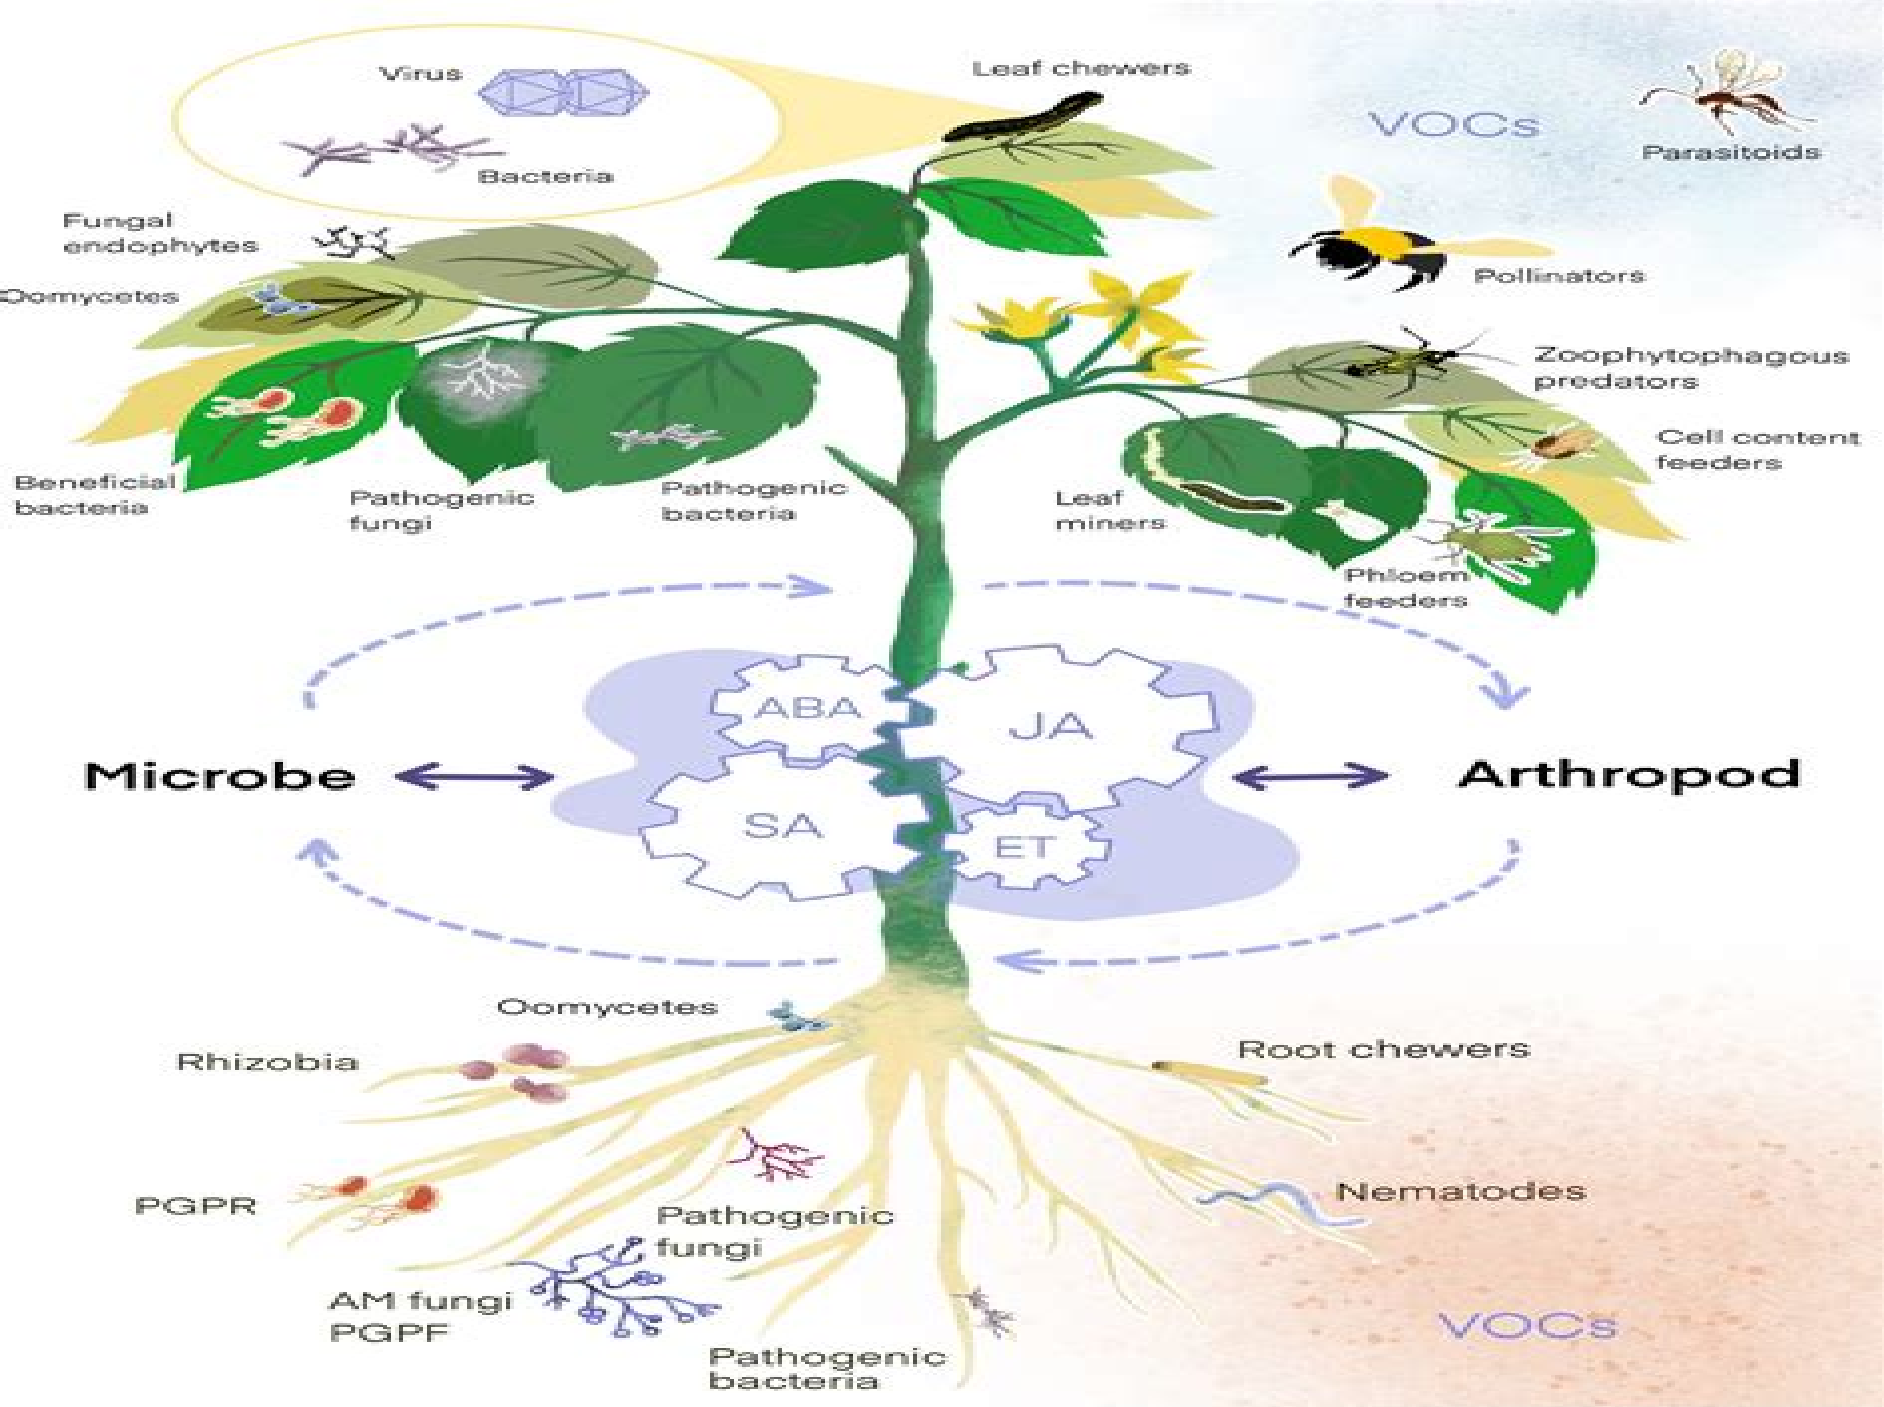 Virus
Bacteria
Leaf chewers
VOCs
Parasitoids
Fungal
endophytes
Oomycetes
Pollinators
Zoophytophagous
predators
Cell content
feeders
Beneficial
bacteria
Pathogenic
fungi
Pathogenic
bacteria
Leaf
miners
Phloem
feeders
ABA
JA
Microbe
Arthropod
SA
ET
Oomycetes
Rhizobia
Root chewers
PGPR
Pathogenic
fungi
Nematodes
AM fungi
PGPF
Pathogenic
bacteria
VOCs